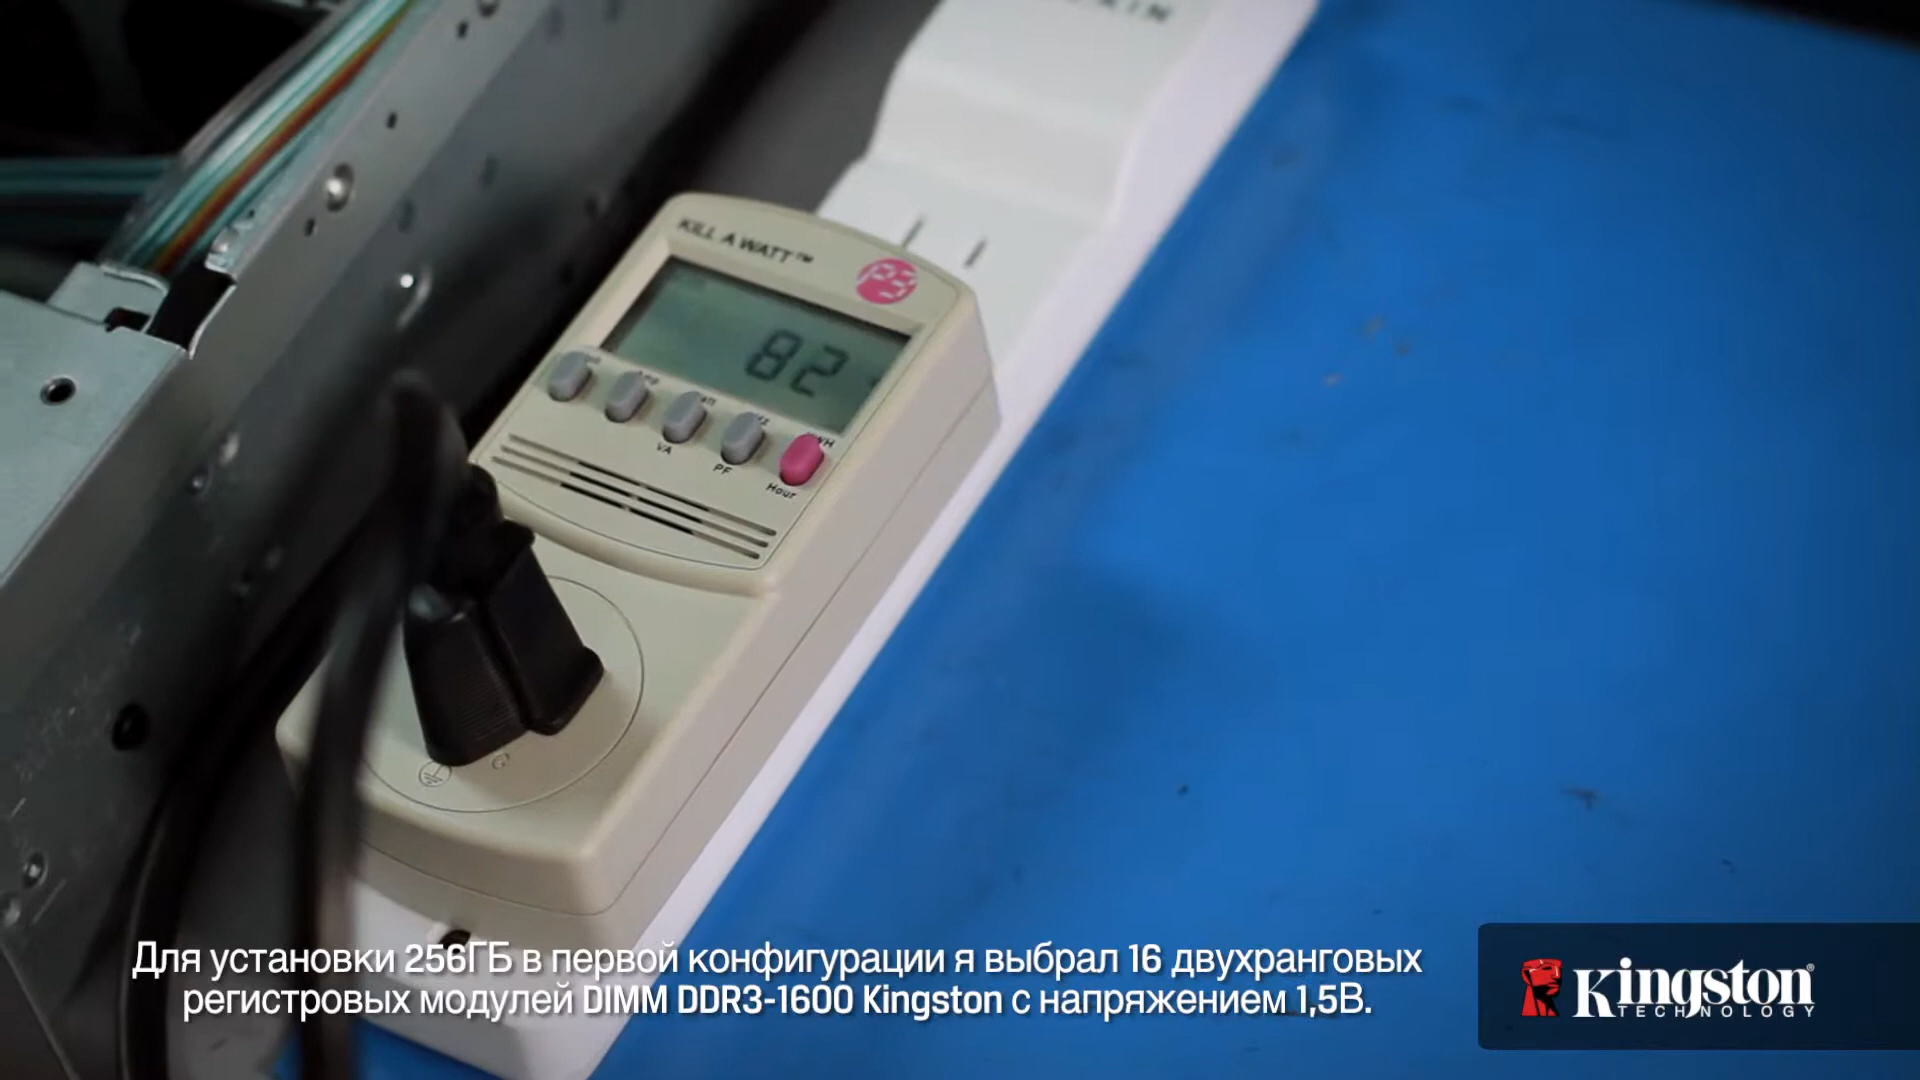 KILL A WATT™
P3
82
VA
PF
Hour
Для установки 256ГБ в первой конфигурации я выбрал 16 двухранговых
регистровых модулей DIMM DDR3-1600 Kingston с напряжением 1,5В.
Kingston®
TECHNOLOGY